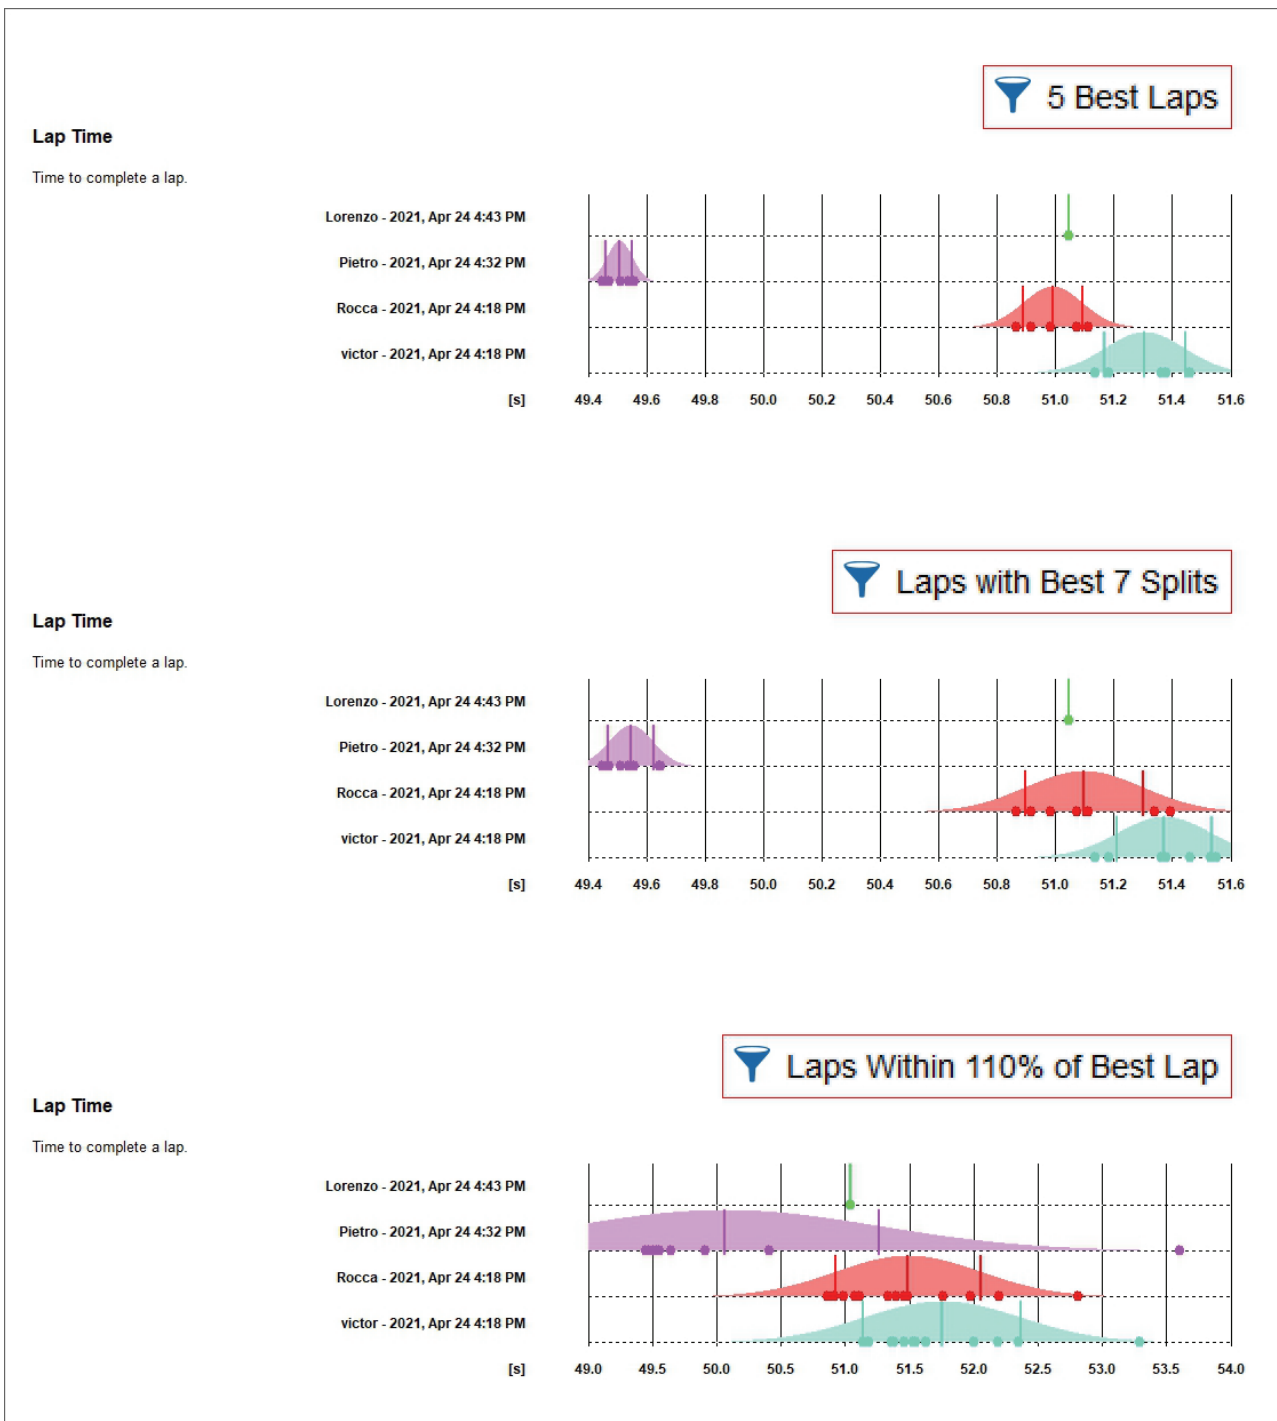 5 Best Laps
Lap Time
Time to complete a lap.
Lorenzo - 2021, Apr 24 4:43 PM
Pietro - 2021, Apr 24 4:32 PM
Rocca - 2021, Apr 24 4:18 PM
victor - 2021, Apr 24 4:18 PM
[s] 49.4 49.6 49.8 50.0 50.2 50.4 50.6 50.8 51.0 51.2 51.4 51.6
Laps with Best 7 Splits
Lap Time
Time to complete a lap.
Lorenzo - 2021, Apr 24 4:43 PM
Pietro - 2021, Apr 24 4:32 PM
Rocca - 2021, Apr 24 4:18 PM
victor - 2021, Apr 24 4:18 PM
[s] 49.4 49.6 49.8 50.0 50.2 50.4 50.6 50.8 51.0 51.2 51.4 51.6
Laps Within 110% of Best Lap
Lap Time
Time to complete a lap.
Lorenzo - 2021, Apr 24 4:43 PM
Pietro - 2021, Apr 24 4:32 PM
Rocca - 2021, Apr 24 4:18 PM
victor - 2021, Apr 24 4:18 PM
[s] 49.0 49.5 50.0 50.5 51.0 51.5 52.0 52.5 53.0 53.5 54.0